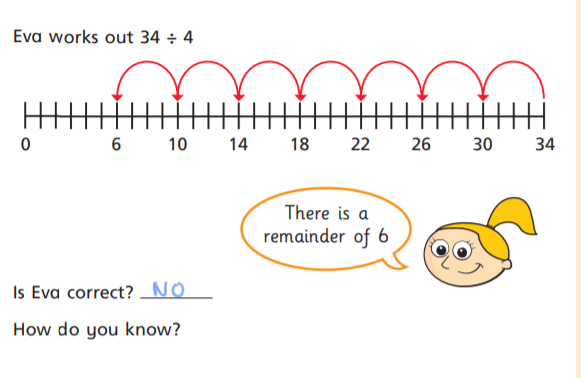 Eva works out 34 ÷ 4
0 6 10 14 18 22 26 30 34
There is a
remainder of 6
Is Eva correct? NO
How do you know?